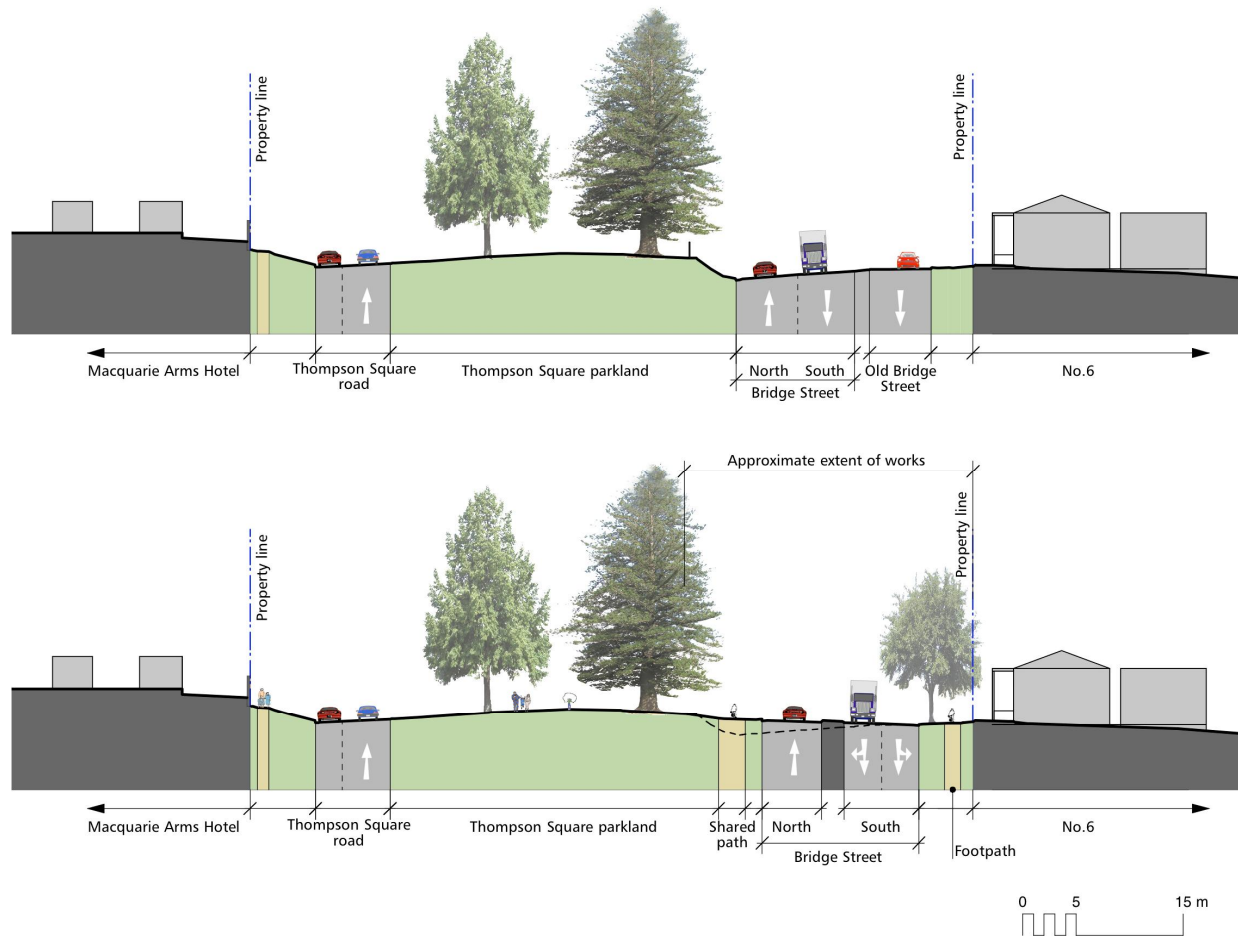 Property line
Property line
Macquarie Arms Hotel
Thompson Square
road
Thompson Square parkland
North
South
Bridge Street
Old Bridge
Street
No.6
Approximate extent of works
Property line
Property line
Macquarie Arms Hotel
Thompson Square
road
Thompson Square parkland
Shared
path
North
South
Bridge Street
Footpath
No.6
0
5
15 m